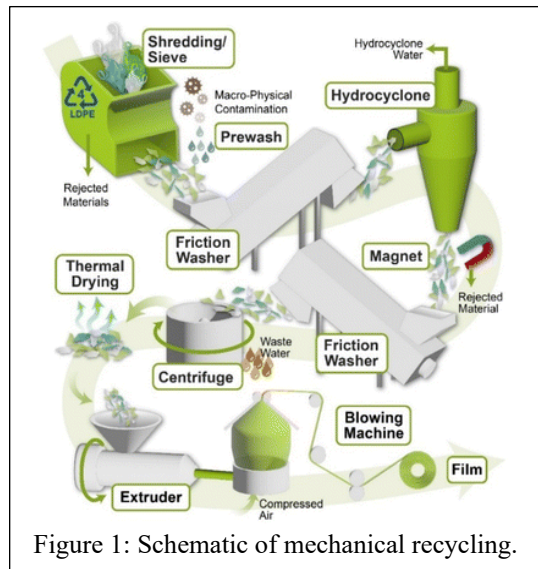 Shredding/
Sieve
4
LDPE
Macro-Physical
Contamination
Prewash
Rejected
Materials
Hydrocyclone
Water
Hydrocyclone
Friction
Washer
Magnet
Rejected
Material
Thermal
Drying
Waste
Water
Centrifuge
Friction
Washer
Blowing
Machine
Film
Extruder
Compressed
Air
Figure 1: Schematic of mechanical recycling.